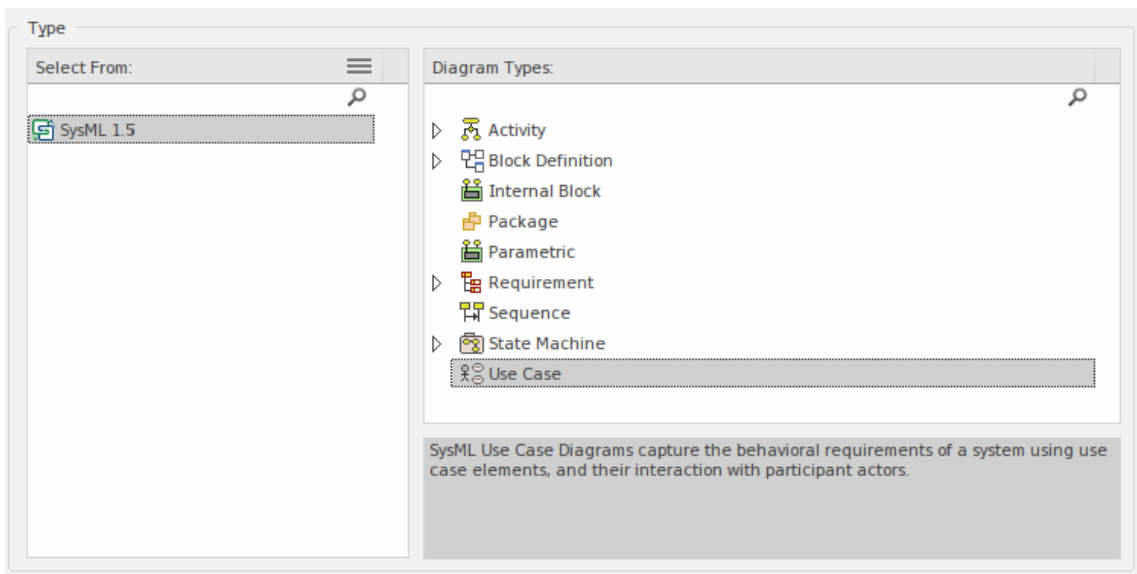 Type
Select From:
SysML 1.5
Diagram Types:
Activity
Block Definition
Internal Block
Package
Parametric
Requirement
Sequence
State Machine
Use Case
SysML Use Case Diagrams capture the behavioral requirements of a system using use
case elements, and their interaction with participant actors.